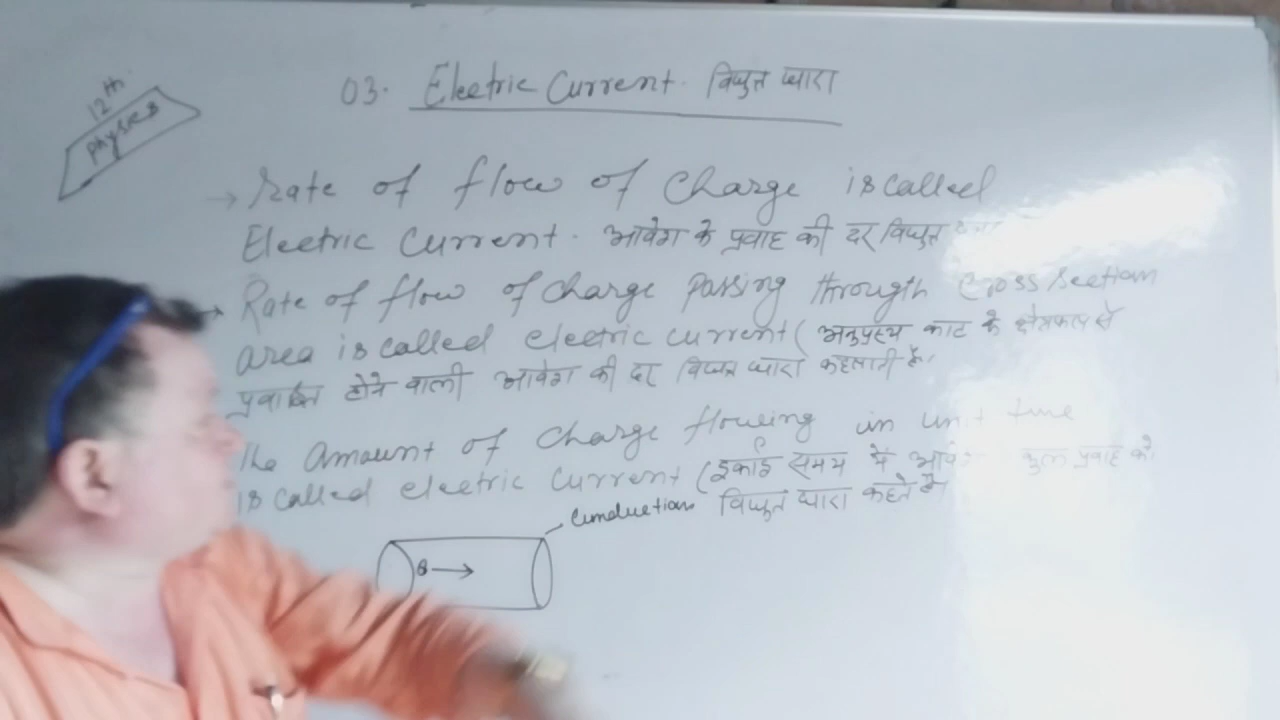 12th
Physics
03. Electric Current. विद्युत धारा
→ Rate of flow of Charge is called
Electric Current. आवेश के प्रवाह की दर विद्युत
→ Rate of flow of charge passing through cross section
area is called electric current (अनुप्रस्थ काट के क्षेत्रफल से
प्रवाहित होने वाली आवेश की दर विद्युत धारा कहलाती है।
The Amount of Charge flowing in unit time
is called electric current (इकाई समय में आवेश कुल प्रवाह को
Conduction विद्युत धारा कहते है
θ →